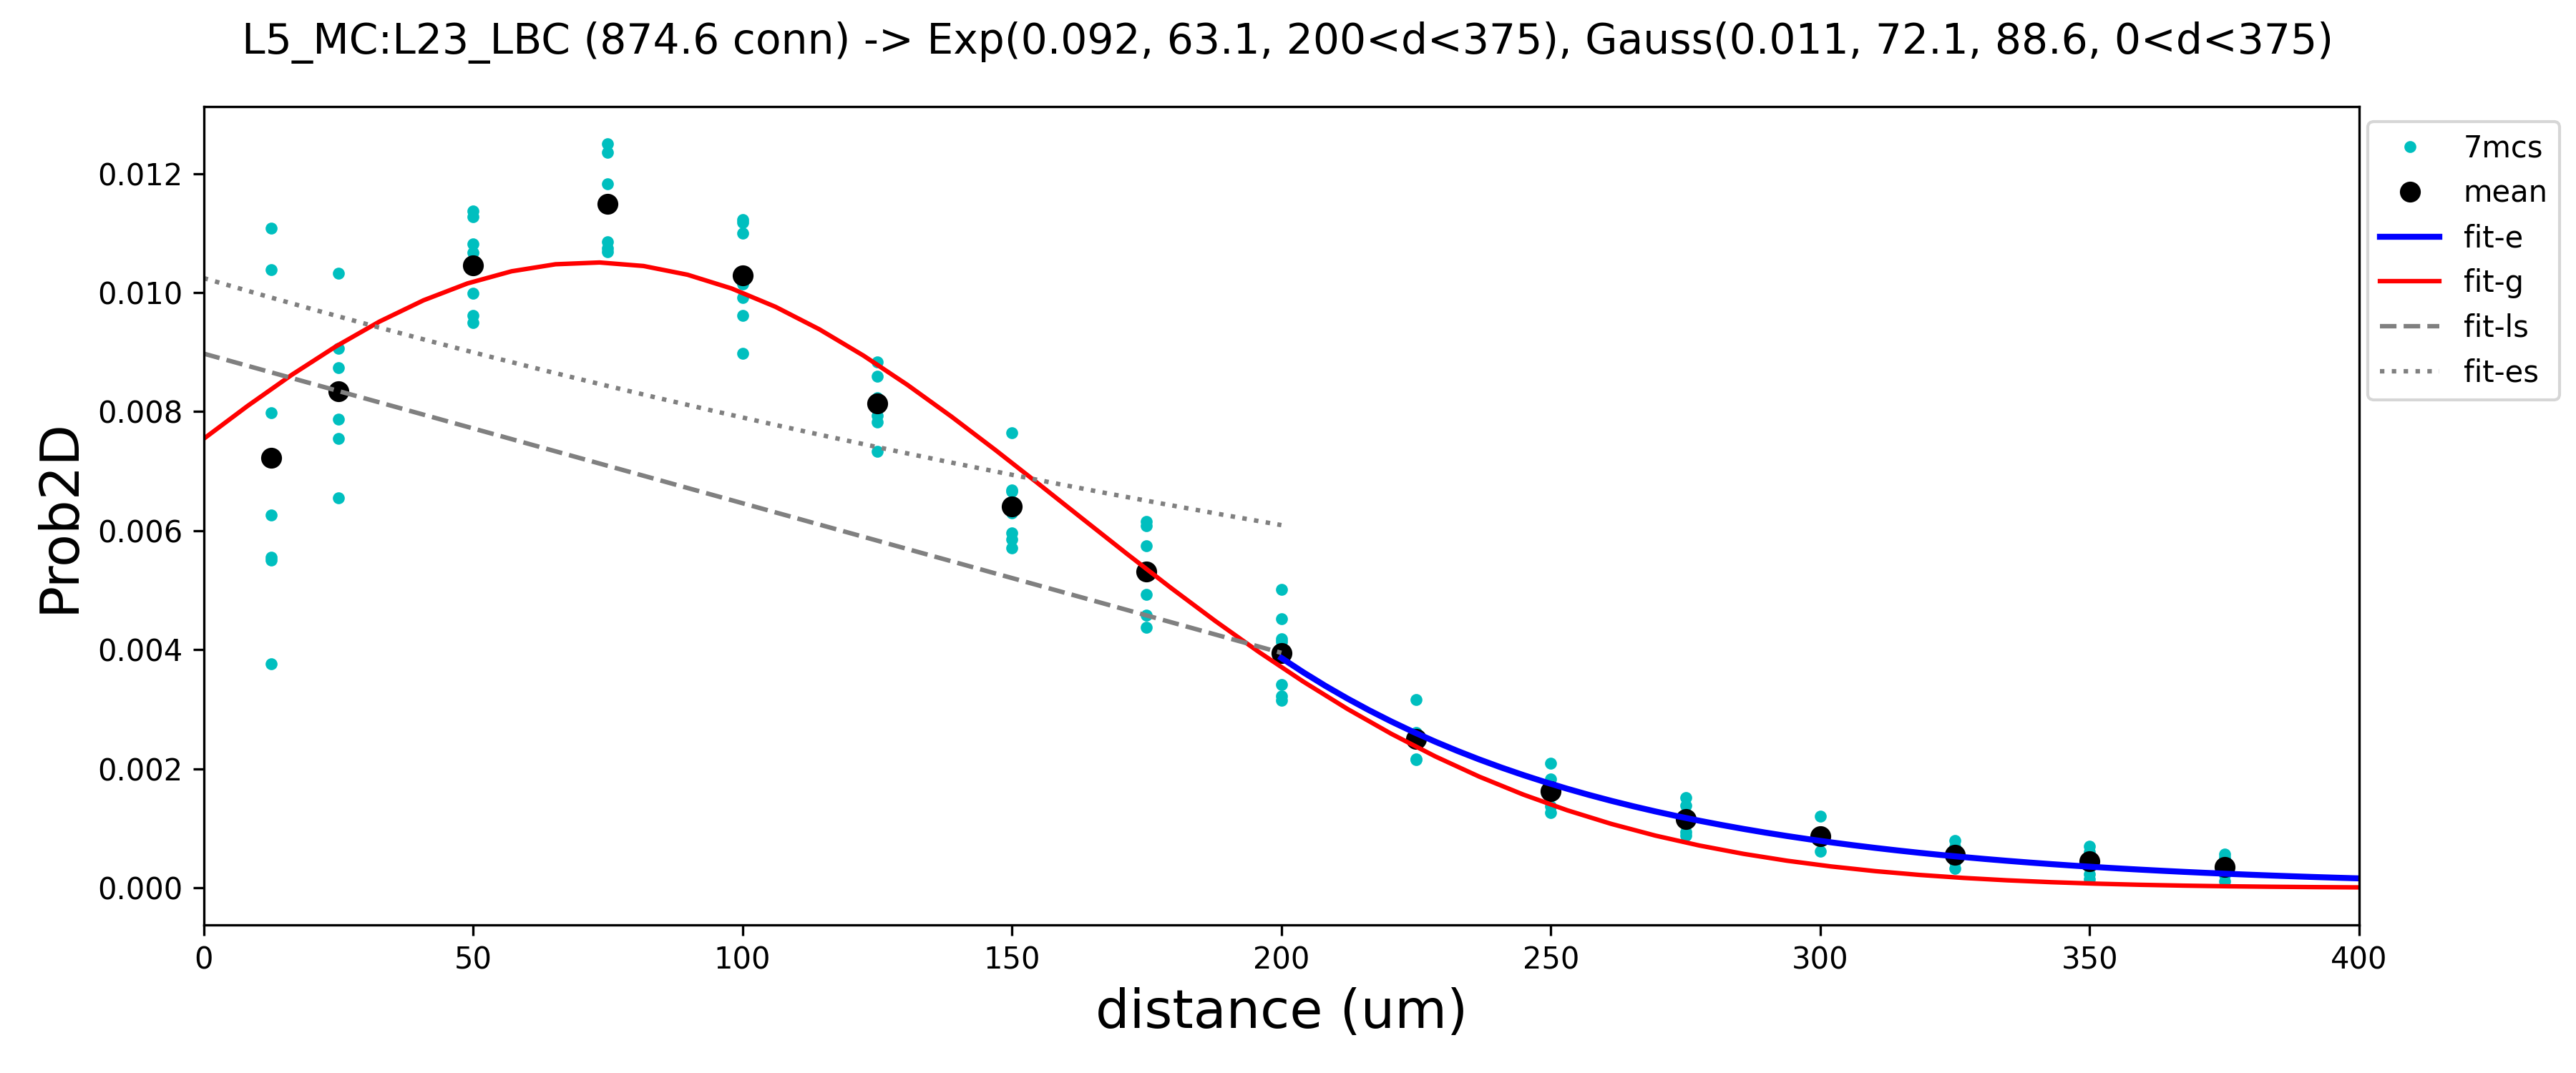 L5_MC:L23_LBC (874.6 conn) -> Exp(0.092, 63.1, 200<d<375), Gauss(0.011, 72.1, 88.6, 0<d<375)
0.012
0.010
0.008
0.006
0.004
0.002
0.000
Prob2D
0 50 100 150 200 250 300 350 400
distance (um)
7mcs
mean
fit-e
fit-g
fit-ls
fit-es